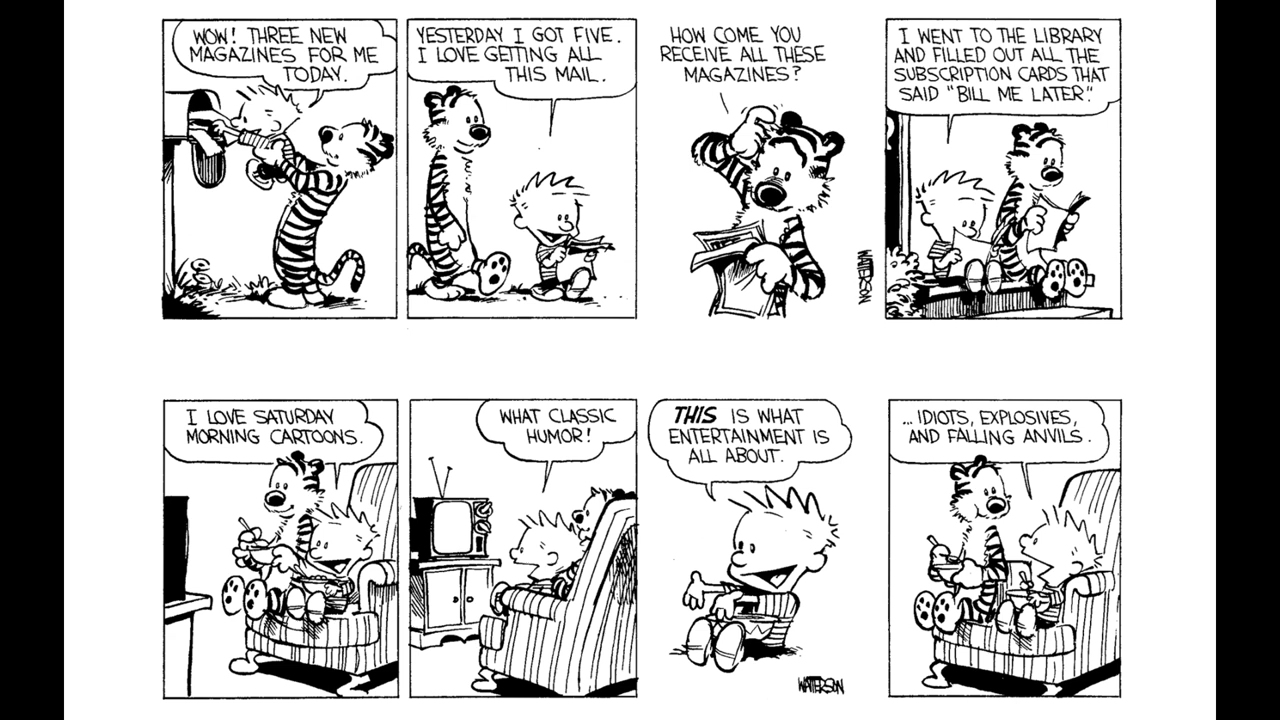 WOW! THREE NEW
MAGAZINES FOR ME
TODAY.
YESTERDAY I GOT FIVE.
I LOVE GETTING ALL
THIS MAIL.
HOW COME YOU
RECEIVE ALL THESE
MAGAZINES?
I WENT TO THE LIBRARY
AND FILLED OUT ALL THE
SUBSCRIPTION CARDS THAT
SAID "BILL ME LATER."
WATTERSON
I LOVE SATURDAY
MORNING CARTOONS.
WHAT CLASSIC
HUMOR!
THIS IS WHAT
ENTERTAINMENT IS
ALL ABOUT.
...IDIOTS, EXPLOSIVES,
AND FALLING ANVILS.
WATTERSON